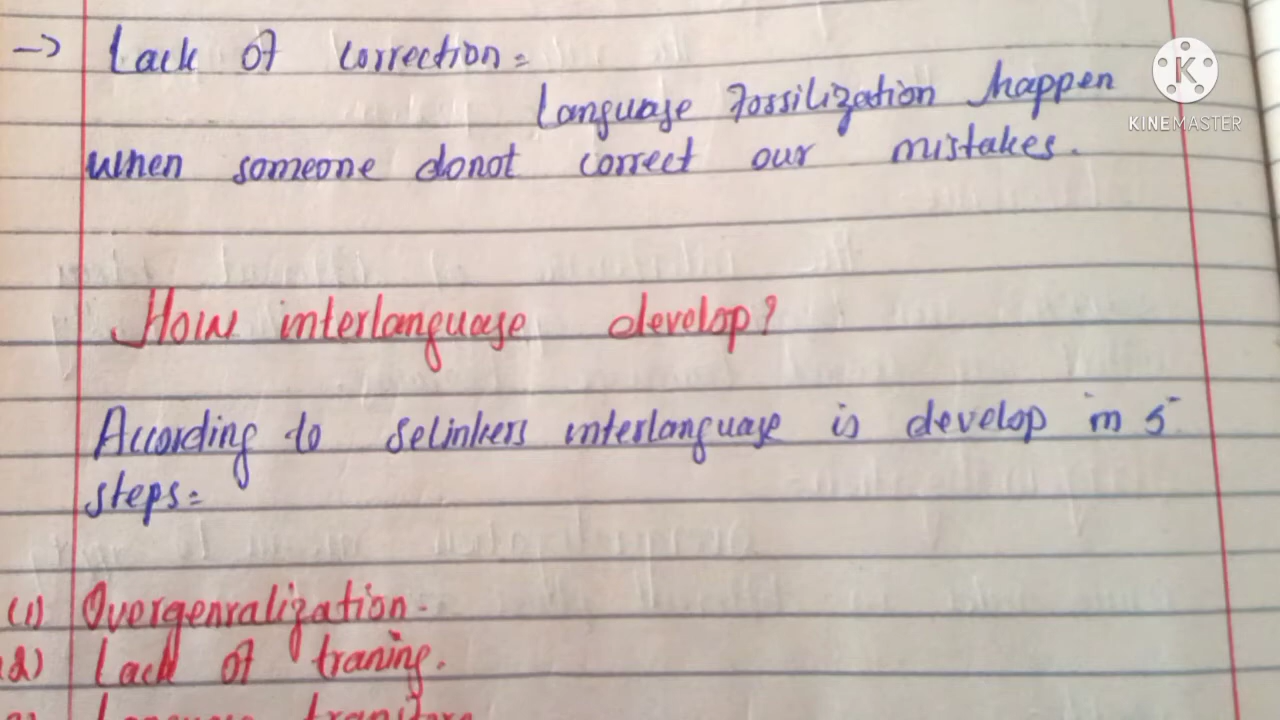 → Lack of correction=
Language Fossilization happen
when someone donot correct our mistakes.
How interlanguage develop?
According to selinkers interlanguage is develop in 5
steps=
(1) Overgenralization.
(2) Lack of traning.
Language
K
KINEMASTER